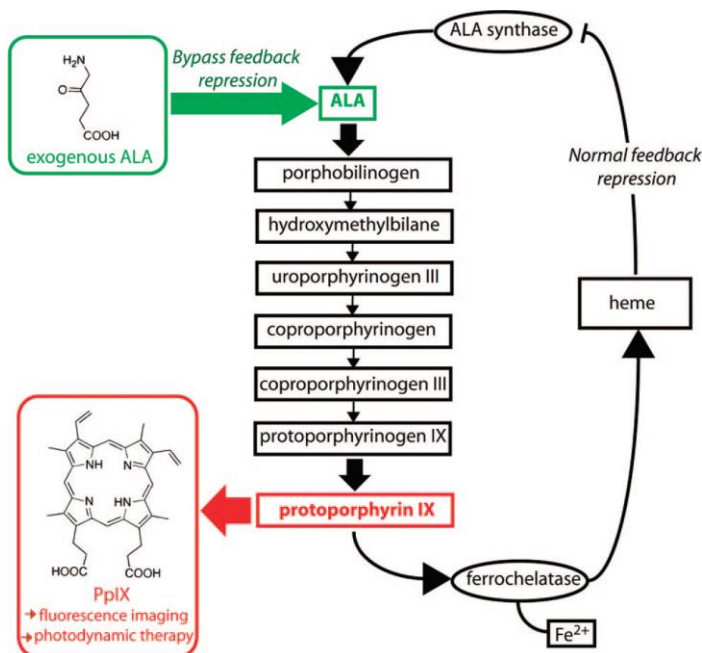 ALA synthase
H₂N
O
COOH
exogenous ALA
Bypass feedback
repression
ALA
Normal feedback
repression
porphobilinogen
hydroxymethylbilane
uroporphyrinogen III
coproporphyrinogen
coproporphyrinogen III
protoporphyrinogen IX
heme
NH
N
N
HN
HOOC
COOH
PpIX
fluorescence imaging
photodynamic therapy
protoporphyrin IX
ferrochelatase
Fe²⁺